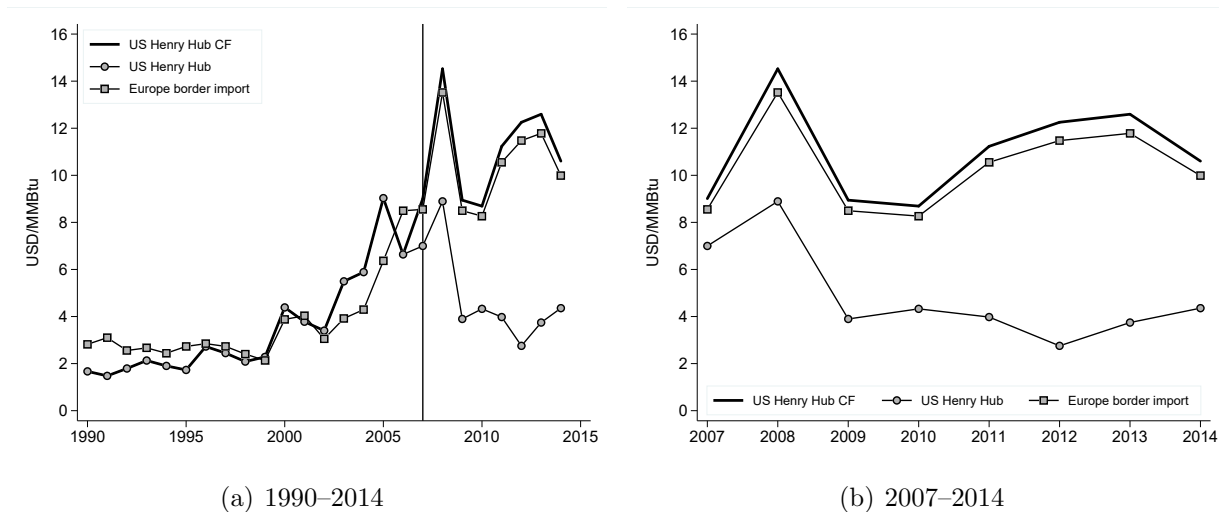 16
14
12
10
8
6
4
2
0
USD/MMBtu
US Henry Hub CF
US Henry Hub
Europe border import
1990 1995 2000 2005 2010 2015
(a) 1990–2014
16
14
12
10
8
6
4
2
0
USD/MMBtu
US Henry Hub CF US Henry Hub Europe border import
2007 2008 2009 2010 2011 2012 2013 2014
(b) 2007–2014